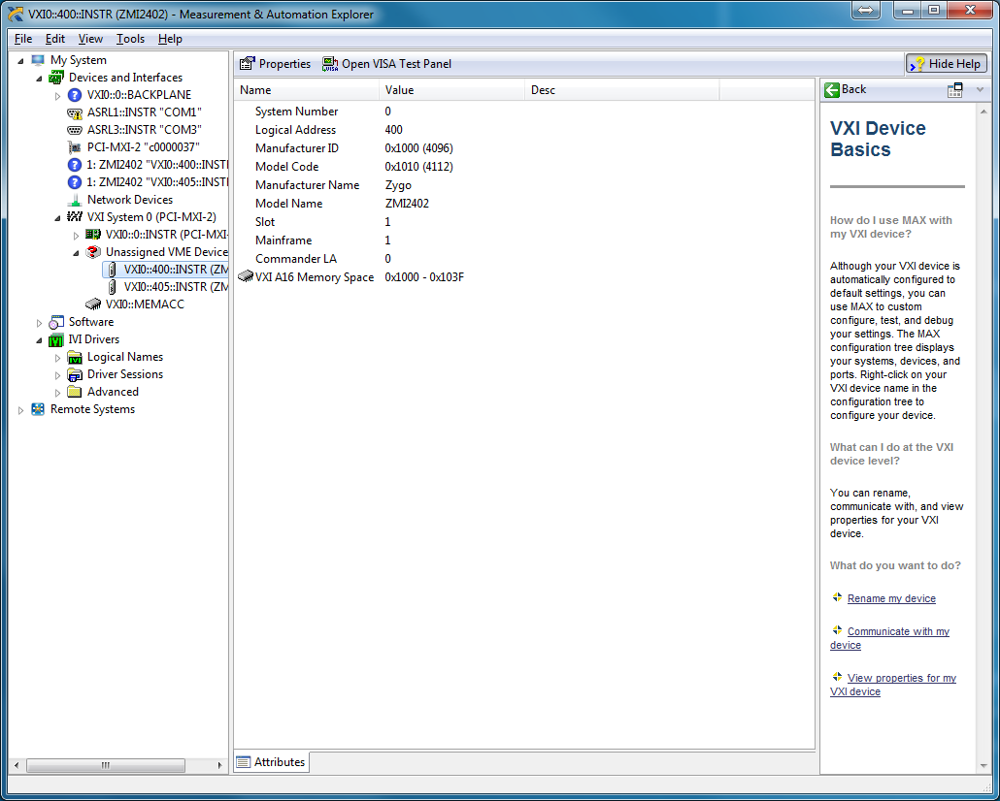 VXI0::400::INSTR (ZMI2402) - Measurement & Automation Explorer
File Edit View Tools Help
My System
Devices and Interfaces
VXI0::0::BACKPLANE
ASRL1::INSTR "COM1"
ASRL3::INSTR "COM3"
PCI-MXI-2 "c0000037"
1: ZMI2402 "VXI0::400::INSTI
1: ZMI2402 "VXI0::405::INSTI
Network Devices
VXI System 0 (PCI-MXI-2)
VXI0::0::INSTR (PCI-MXI-
Unassigned VME Device
VXI0::400::INSTR (ZM
VXI0::405::INSTR (ZM
VXI0::MEMACC
Software
IVI Drivers
Logical Names
Driver Sessions
Advanced
Remote Systems
Properties Open VISA Test Panel Hide Help
Name Value Desc
System Number 0
Logical Address 400
Manufacturer ID 0x1000 (4096)
Model Code 0x1010 (4112)
Manufacturer Name Zygo
Model Name ZMI2402
Slot 1
Mainframe 1
Commander LA 0
VXI A16 Memory Space 0x1000 - 0x103F
Attributes
Back
VXI Device
Basics
How do I use MAX with
my VXI device?
Although your VXI device is
automatically configured to
default settings, you can
use MAX to custom
configure, test, and debug
your settings. The MAX
configuration tree displays
your systems, devices, and
ports. Right-click on your
VXI device name in the
configuration tree to
configure your device.
What can I do at the VXI
device level?
You can rename,
communicate with, and view
properties for your VXI
device.
What do you want to do?
Rename my device
Communicate with my
device
View properties for my
VXI device